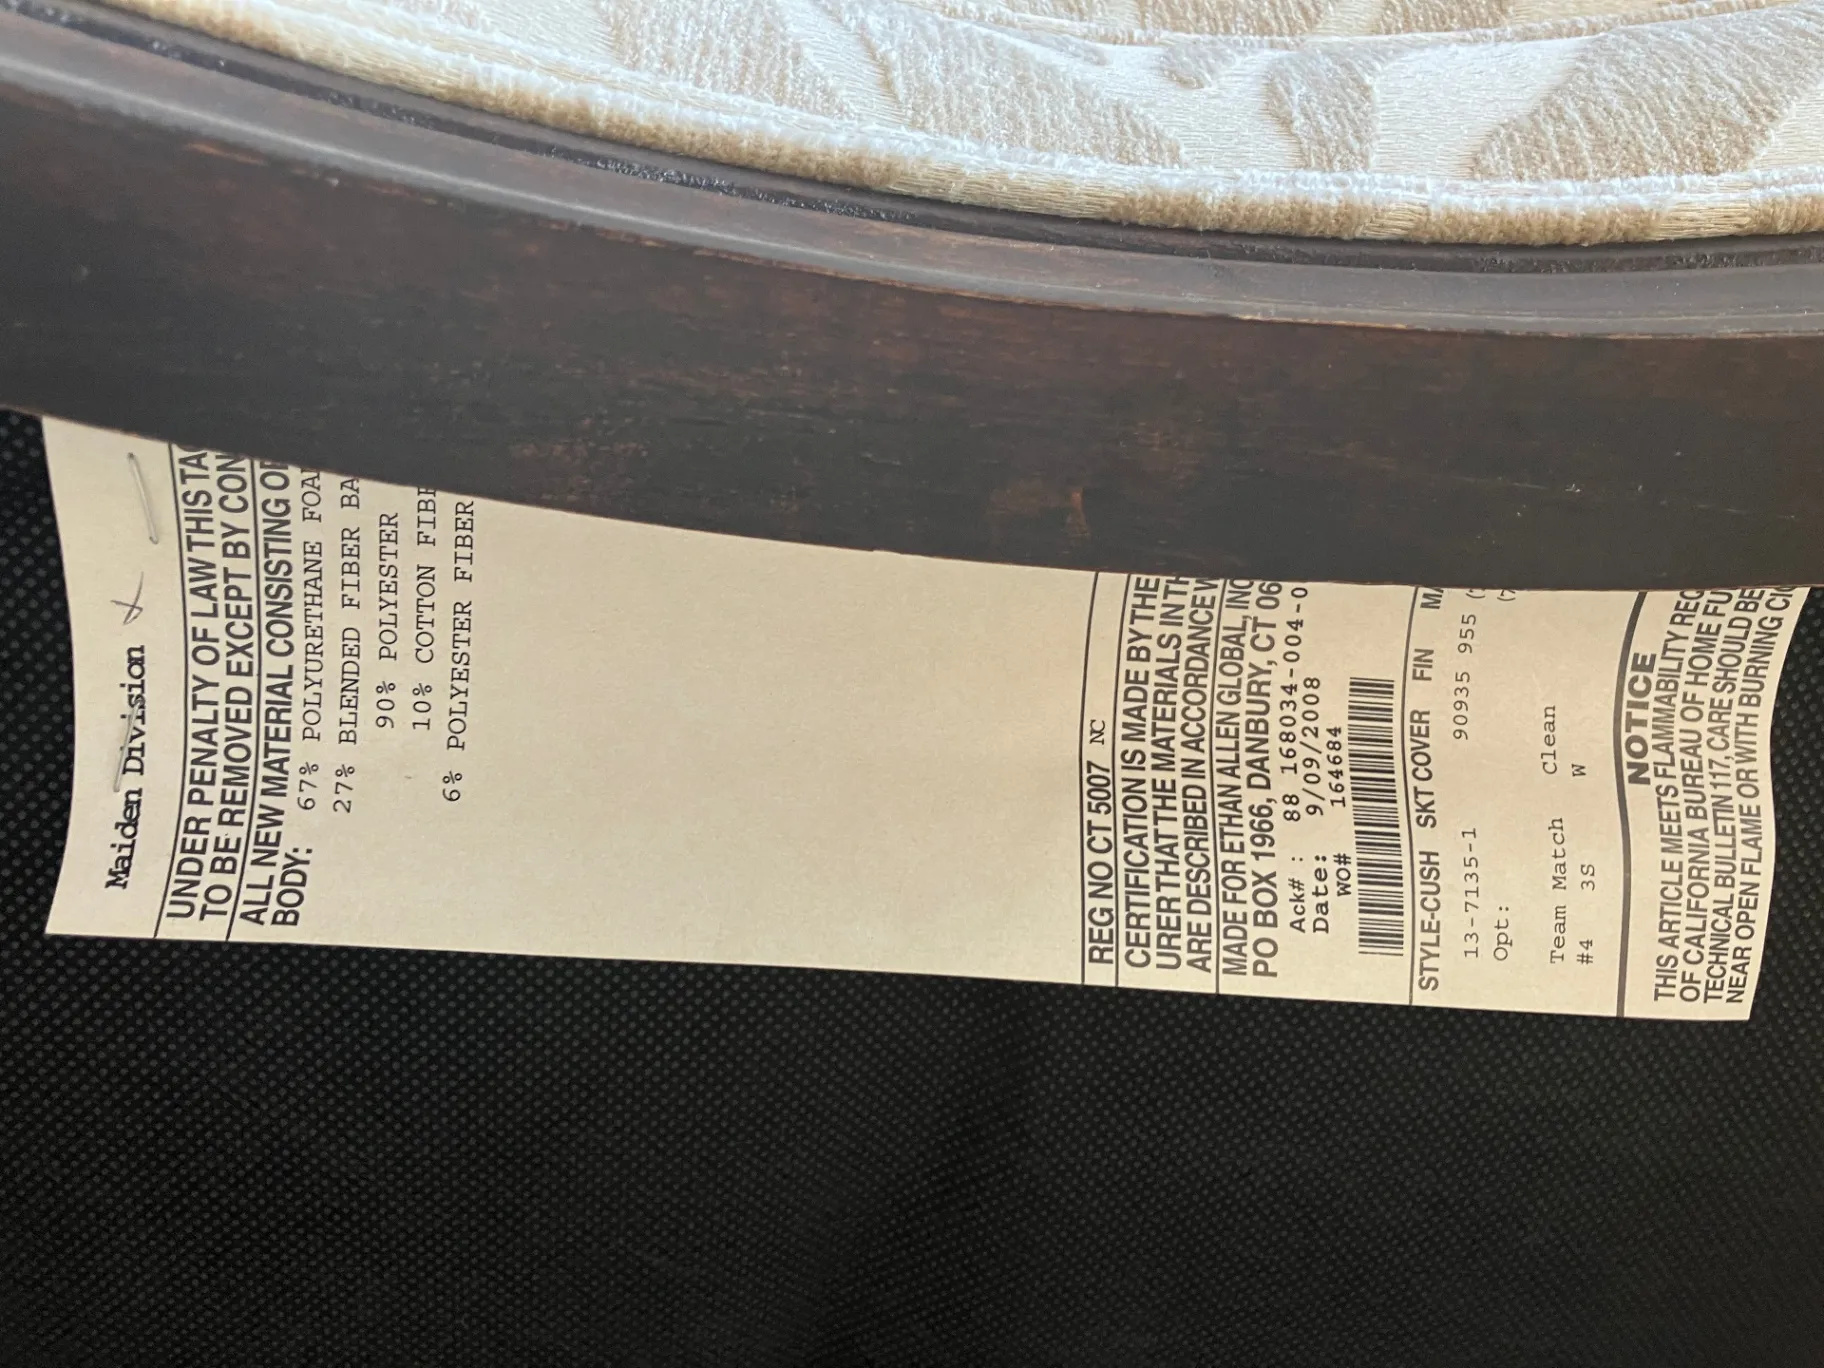 Maiden Division
UNDER PENALTY OF LAW THIS TA
TO BE REMOVED EXCEPT BY CON
ALL NEW MATERIAL CONSISTING OF
BODY:
67% POLYURETHANE FOA
27% BLENDED FIBER BA
90% POLYESTER
10% COTTON FIBE
6% POLYESTER FIBER
REG NO CT 5007 NC
CERTIFICATION IS MADE BY THE
URER THAT THE MATERIALS IN TH
ARE DESCRIBED IN ACCORDANCE W
MADE FOR ETHAN ALLEN GLOBAL, INC
PO BOX 1966, DANBURY, CT 06
Ack#: 88 168034-004-0
Date: 9/09/2008
WO# 164684
STYLE-CUSH SKT COVER FIN MA
13-7135-1 90935 955 (
Opt: (7
Team Match Clean
#4 3S W
NOTICE
THIS ARTICLE MEETS FLAMMABILITY REQ
OF CALIFORNIA BUREAU OF HOME FU
TECHNICAL BULLETIN 117, CARE SHOULD BE
NEAR OPEN FLAME OR WITH BURNING CI